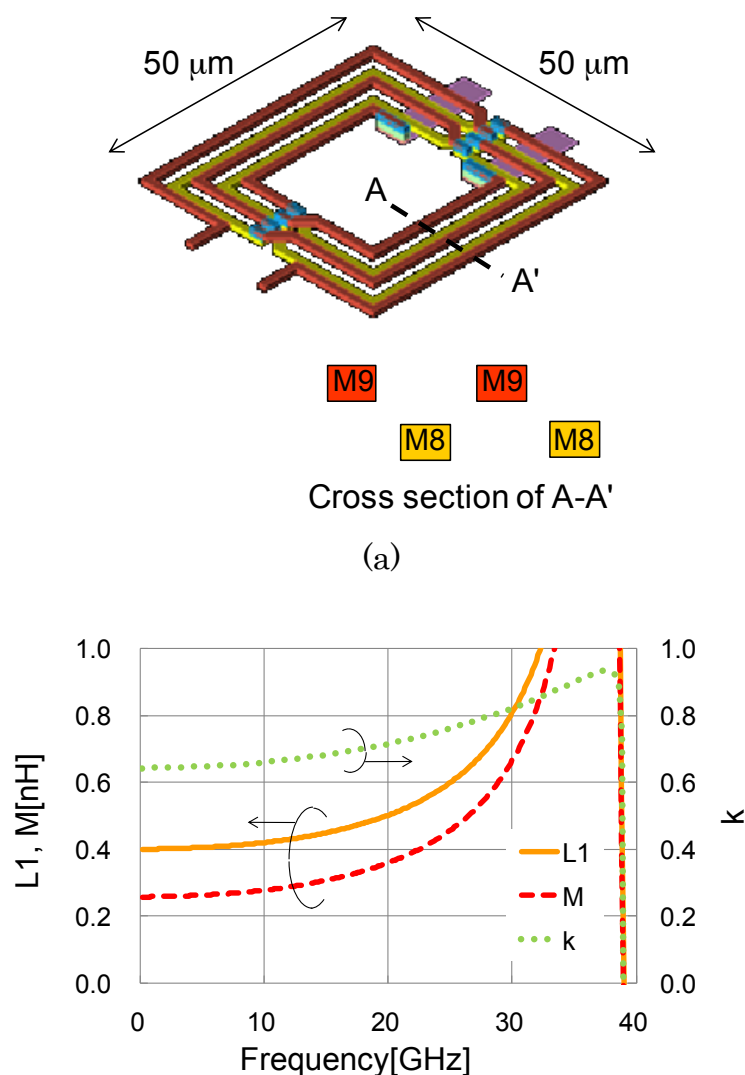 50 μm
50 μm
A
A'
M9 M9
M8 M8
Cross section of A-A'
(a)
1.0 1.0
0.8 0.8
0.6 0.6
0.4 0.4
0.2 0.2
0.0 0.0
L1, M[nH]
k
L1
M
k
0 10 20 30 40
Frequency[GHz]